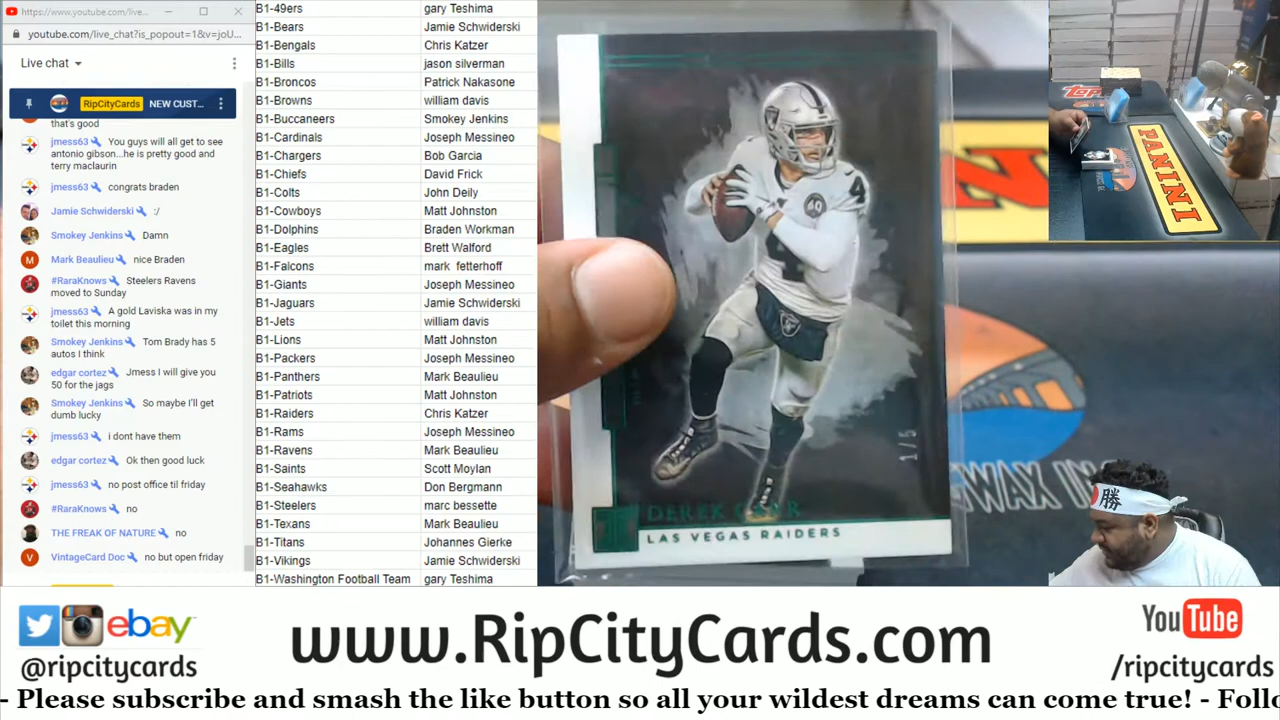 https://www.youtube.com/live...
youtube.com/live_chat?is_popout=1&v=joU...
Live chat
RipCityCards NEW CUST...
that's good
jmess63 You guys will all get to see
antonio gibson...he is pretty good and
terry maclaurin
jmess63 congrats braden
Jamie Schwiderski :/
Smokey Jenkins Damn
Mark Beaulieu nice Braden
#RaraKnows Steelers Ravens
moved to Sunday
jmess63 A gold Laviska was in my
toilet this morning
Smokey Jenkins Tom Brady has 5
autos I think
edgar cortez Jmess I will give you
50 for the jags
Smokey Jenkins So maybe I'll get
dumb lucky
jmess63 i dont have them
edgar cortez Ok then good luck
jmess63 no post office til friday
#RaraKnows no
THE FREAK OF NATURE no
VintageCard Doc no but open friday
B1-49ers gary Teshima
B1-Bears Jamie Schwiderski
B1-Bengals Chris Katzer
B1-Bills jason silverman
B1-Broncos Patrick Nakasone
B1-Browns william davis
B1-Buccaneers Smokey Jenkins
B1-Cardinals Joseph Messineo
B1-Chargers Bob Garcia
B1-Chiefs David Frick
B1-Colts John Deily
B1-Cowboys Matt Johnston
B1-Dolphins Braden Workman
B1-Eagles Brett Walford
B1-Falcons mark fetterhoff
B1-Giants Joseph Messineo
B1-Jaguars Jamie Schwiderski
B1-Jets william davis
B1-Lions Matt Johnston
B1-Packers Joseph Messineo
B1-Panthers Mark Beaulieu
B1-Patriots Matt Johnston
B1-Raiders Chris Katzer
B1-Rams Joseph Messineo
B1-Ravens Mark Beaulieu
B1-Saints Scott Moylan
B1-Seahawks Don Bergmann
B1-Steelers marc bessette
B1-Texans Mark Beaulieu
B1-Titans Johannes Gierke
B1-Vikings Jamie Schwiderski
B1-Washington Football Team gary Teshima
4
60
1/5
DEREK CARR
LAS VEGAS RAIDERS
WAX IN
Topps
PANINI
勝
ebay
@ripcitycards
www.RipCityCards.com
YouTube
/ripcitycards
- Please subscribe and smash the like button so all your wildest dreams can come true! - Follo